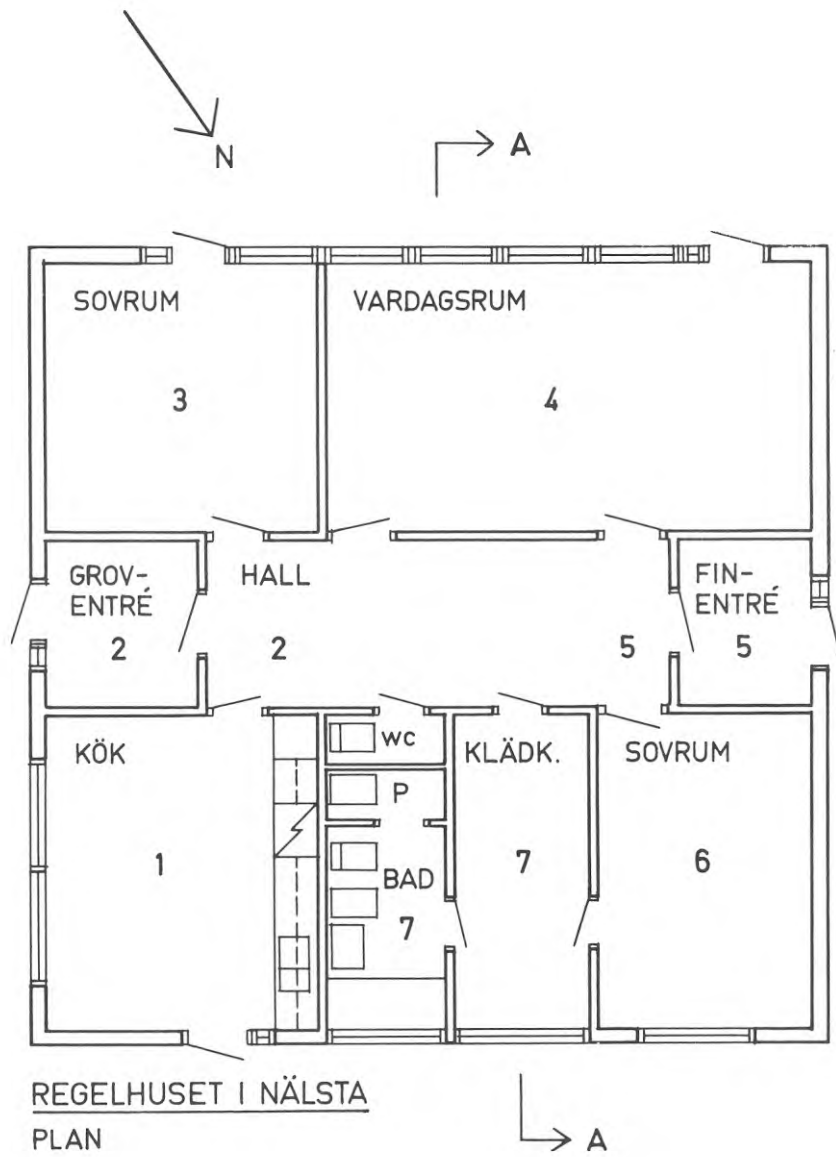 N
A
SOVRUM
VARDAGSRUM
3
4
GROV-
ENTRÉ
HALL
FIN-
ENTRÉ
2
2
5
5
KÖK
WC
KLÄDK.
SOVRUM
P
1
BAD
7
7
6
REGELHUSET I NÄLSTA
PLAN
A